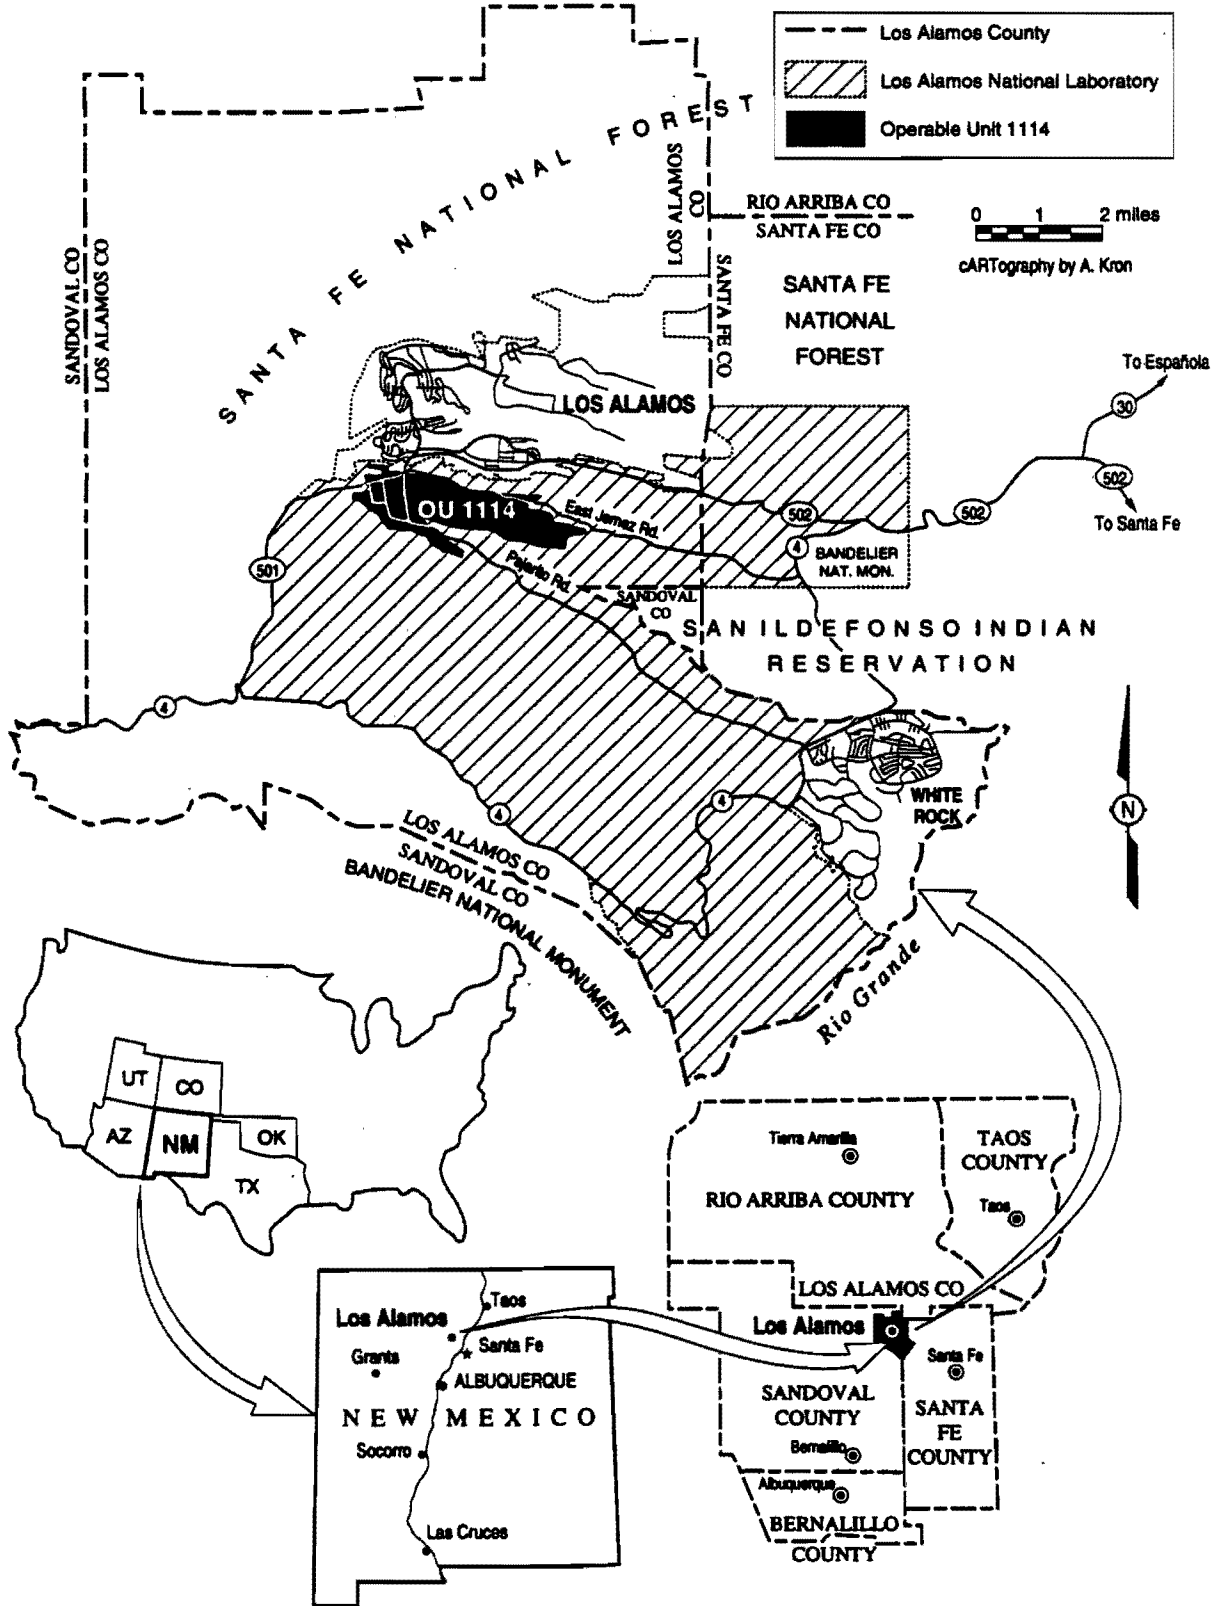 Los Alamos County
Los Alamos National Laboratory
Operable Unit 1114
SANTA FE NATIONAL FOREST
LOS ALAMOS
CO
RIO ARRIBA CO
SANTA FE CO
0 1 2 miles
cARTography by A. Kron
SANDOVAL CO
LOS ALAMOS CO
SANTA FE CO
SANTA FE
NATIONAL
FOREST
To Española
30
LOS ALAMOS
502
To Santa Fe
OU 1114
East Jemez Rd.
502
502
4
BANDELIER
NAT. MON.
501
Pajarito Rd.
SANDOVAL
CO
SAN ILDEFONSO INDIAN
RESERVATION
4
WHITE
ROCK
N
4
4
LOS ALAMOS CO
SANDOVAL CO
BANDELIER NATIONAL MONUMENT
Rio Grande
UT
CO
AZ
NM
OK
TX
Tierra Amarilla
TAOS
COUNTY
RIO ARRIBA COUNTY
Taos
LOS ALAMOS CO
Los Alamos
Santa Fe
SANDOVAL
COUNTY
SANTA
FE
COUNTY
Bernalillo
Albuquerque
BERNALILLO
COUNTY
Taos
Los Alamos
Santa Fe
Grants
ALBUQUERQUE
NEW MEXICO
Socorro
Las Cruces